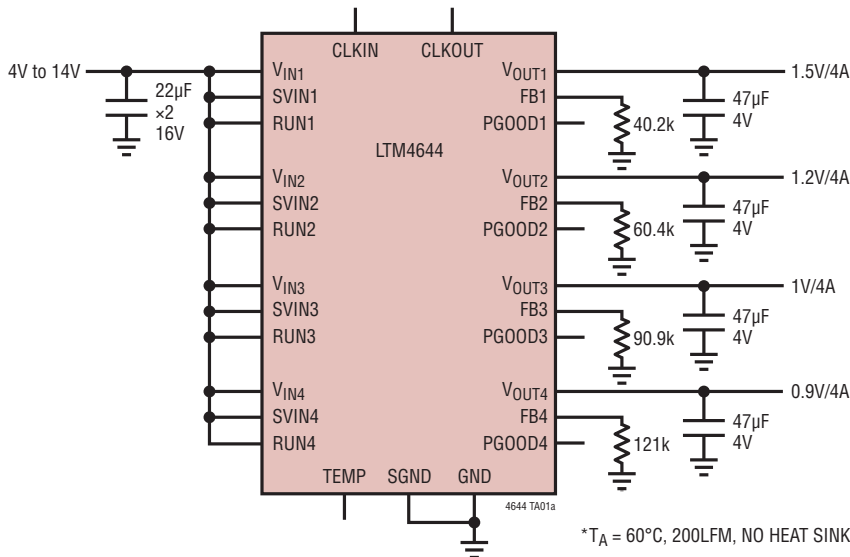 CLKIN CLKOUT
4V to 14V
22µF
×2
16V
LTM4644
VIN1
SVIN1
RUN1
VIN2
SVIN2
RUN2
VIN3
SVIN3
RUN3
VIN4
SVIN4
RUN4
VOUT1
FB1
PGOOD1
VOUT2
FB2
PGOOD2
VOUT3
FB3
PGOOD3
VOUT4
FB4
PGOOD4
40.2k
47µF
4V
1.5V/4A
60.4k
47µF
4V
1.2V/4A
90.9k
47µF
4V
1V/4A
121k
47µF
4V
0.9V/4A
TEMP SGND GND
4644 TA01a
*TA = 60°C, 200LFM, NO HEAT SINK